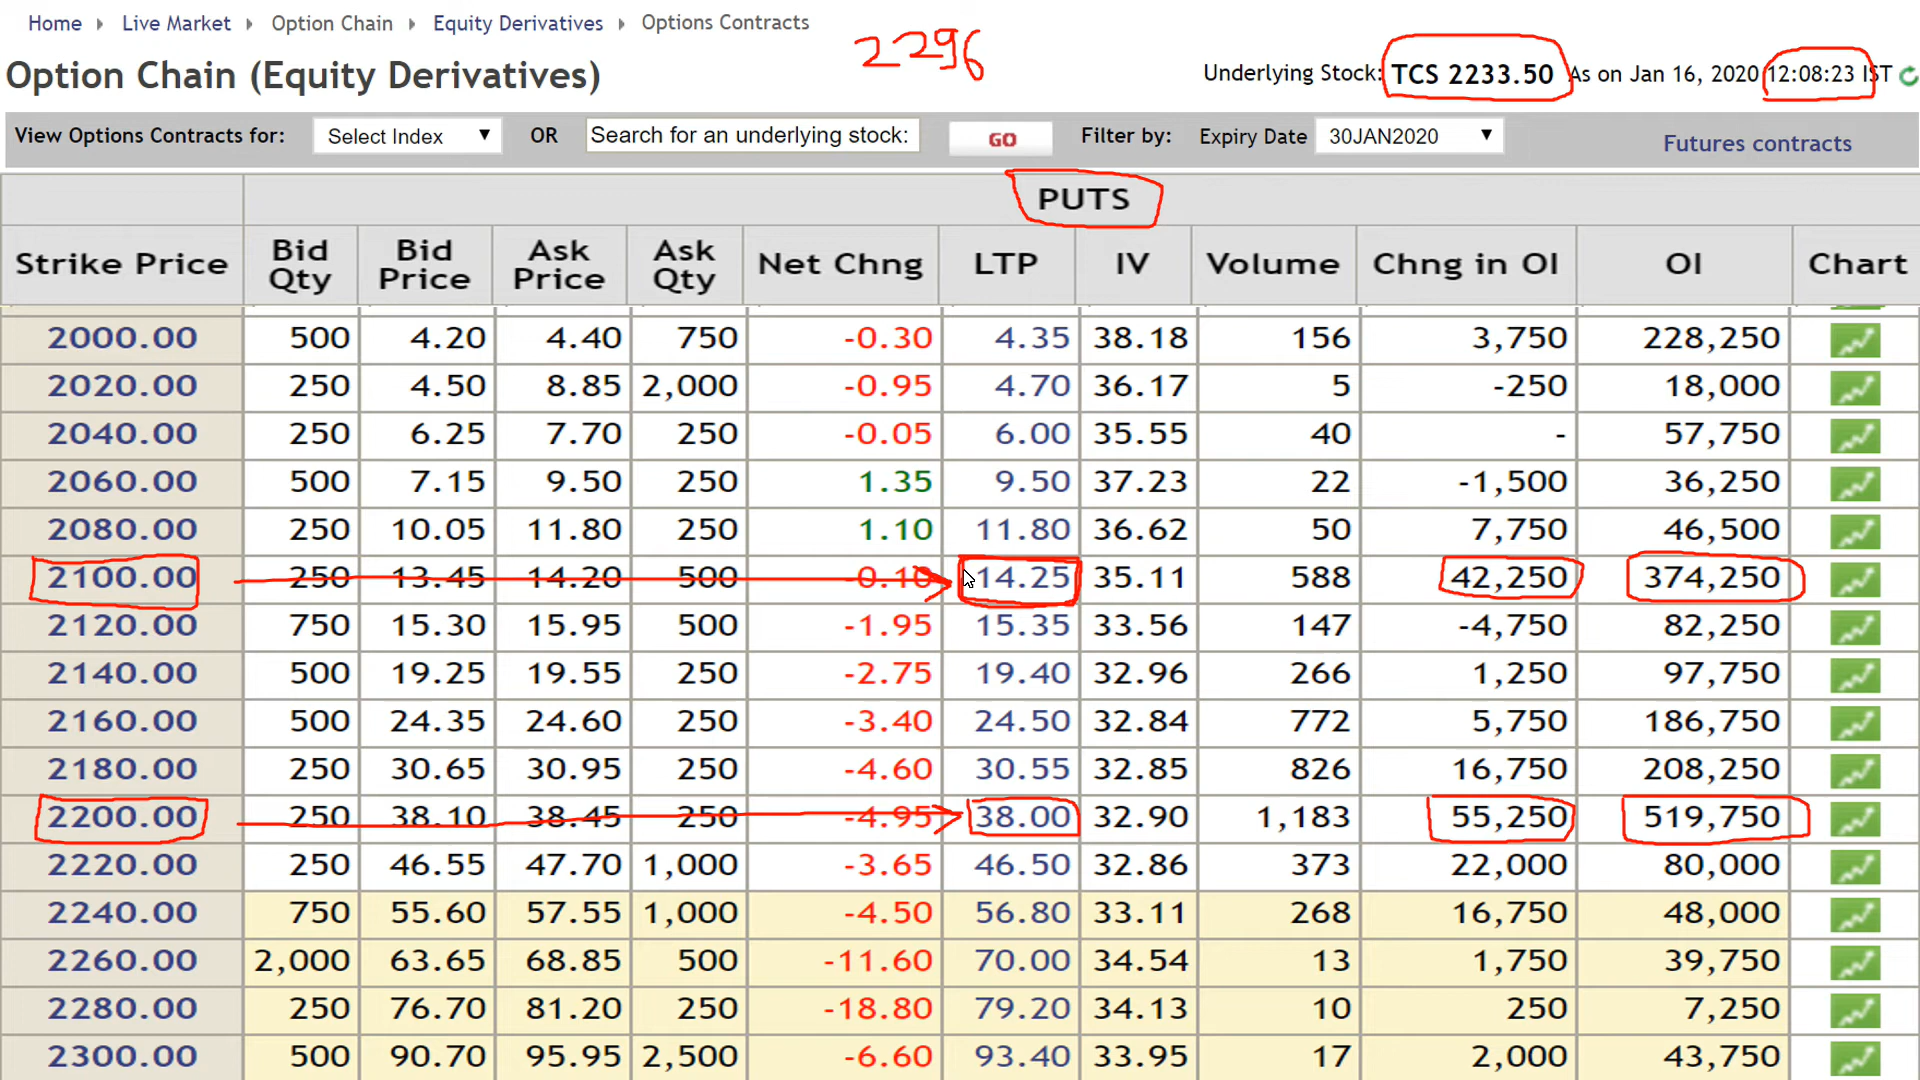 Home Live Market Option Chain Equity Derivatives Options Contracts
2296
Option Chain (Equity Derivatives)
Underlying Stock: TCS 2233.50 As on Jan 16, 2020 12:08:23 IST
View Options Contracts for: Select Index OR Search for an underlying stock: GO Filter by: Expiry Date 30JAN2020 Futures contracts
PUTS
Strike Price Bid Qty Bid Price Ask Price Ask Qty Net Chng LTP IV Volume Chng in OI OI Chart
2000.00 500 4.20 4.40 750 -0.30 4.35 38.18 156 3,750 228,250
2020.00 250 4.50 8.85 2,000 -0.95 4.70 36.17 5 -250 18,000
2040.00 250 6.25 7.70 250 -0.05 6.00 35.55 40 - 57,750
2060.00 500 7.15 9.50 250 1.35 9.50 37.23 22 -1,500 36,250
2080.00 250 10.05 11.80 250 1.10 11.80 36.62 50 7,750 46,500
2100.00 250 13.45 14.20 500 -0.10 14.25 35.11 588 42,250 374,250
2120.00 750 15.30 15.95 500 -1.95 15.35 33.56 147 -4,750 82,250
2140.00 500 19.25 19.55 250 -2.75 19.40 32.96 266 1,250 97,750
2160.00 500 24.35 24.60 250 -3.40 24.50 32.84 772 5,750 186,750
2180.00 250 30.65 30.95 250 -4.60 30.55 32.85 826 16,750 208,250
2200.00 250 38.10 38.45 250 -4.95 38.00 32.90 1,183 55,250 519,750
2220.00 250 46.55 47.70 1,000 -3.65 46.50 32.86 373 22,000 80,000
2240.00 750 55.60 57.55 1,000 -4.50 56.80 33.11 268 16,750 48,000
2260.00 2,000 63.65 68.85 500 -11.60 70.00 34.54 13 1,750 39,750
2280.00 250 76.70 81.20 250 -18.80 79.20 34.13 10 250 7,250
2300.00 500 90.70 95.95 2,500 -6.60 93.40 33.95 17 2,000 43,750